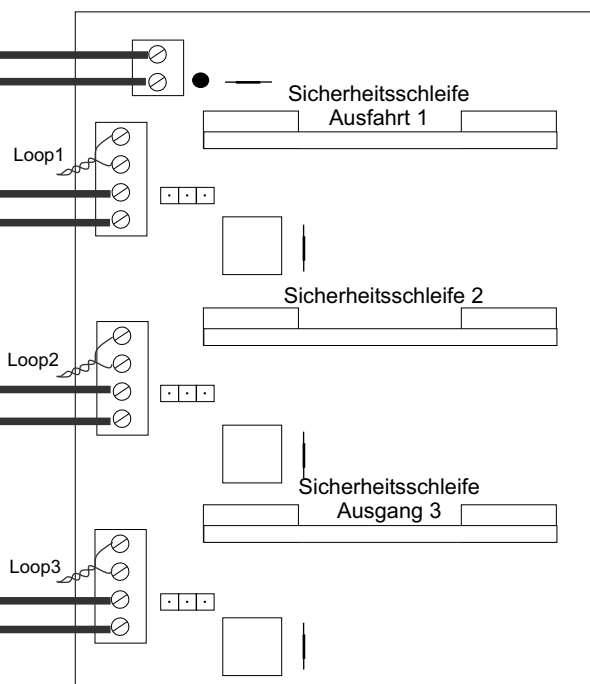 Sicherheitsschleife
Ausfahrt 1
Loop1
Sicherheitsschleife 2
Loop2
Sicherheitsschleife
Ausgang 3
Loop3